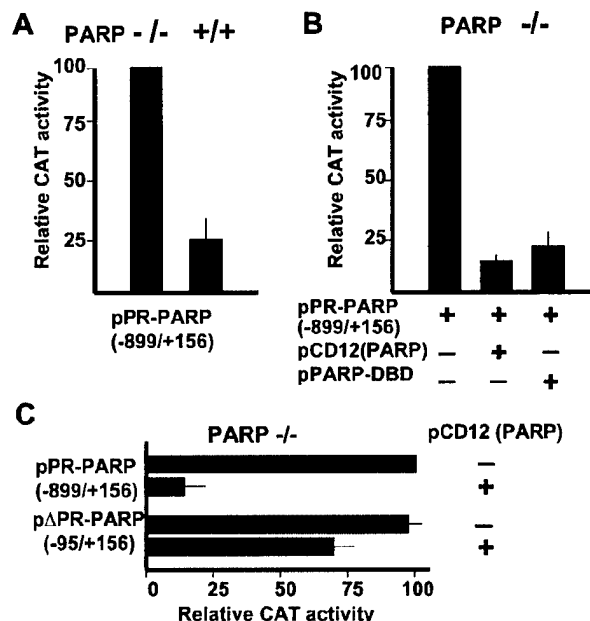 A
PARP -/- +/+
Relative CAT activity
100
75
50
25
pPR-PARP
(-899/+156)
B
PARP -/-
Relative CAT activity
100
75
50
25
pPR-PARP + + +
(-899/+156)
pCD12(PARP) – + –
pPARP-DBD – – +
C
PARP -/- pCD12 (PARP)
pPR-PARP –
(-899/+156) +
pΔPR-PARP –
(-95/+156) +
0 25 50 75 100
Relative CAT activity